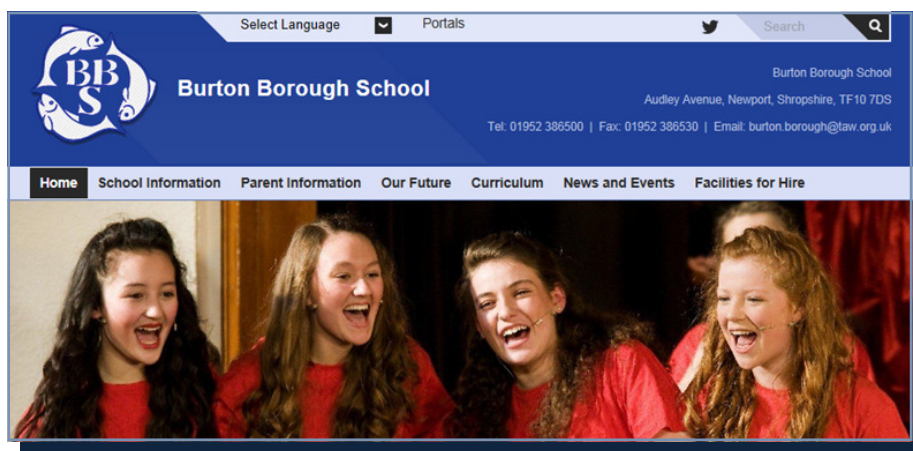 Select Language
Portals
Search
BB
S
Burton Borough School
Burton Borough School
Audley Avenue, Newport, Shropshire, TF10 7DS
Tel: 01952 386500 | Fax: 01952 386530 | Email: burton.borough@taw.org.uk
Home School Information Parent Information Our Future Curriculum News and Events Facilities for Hire